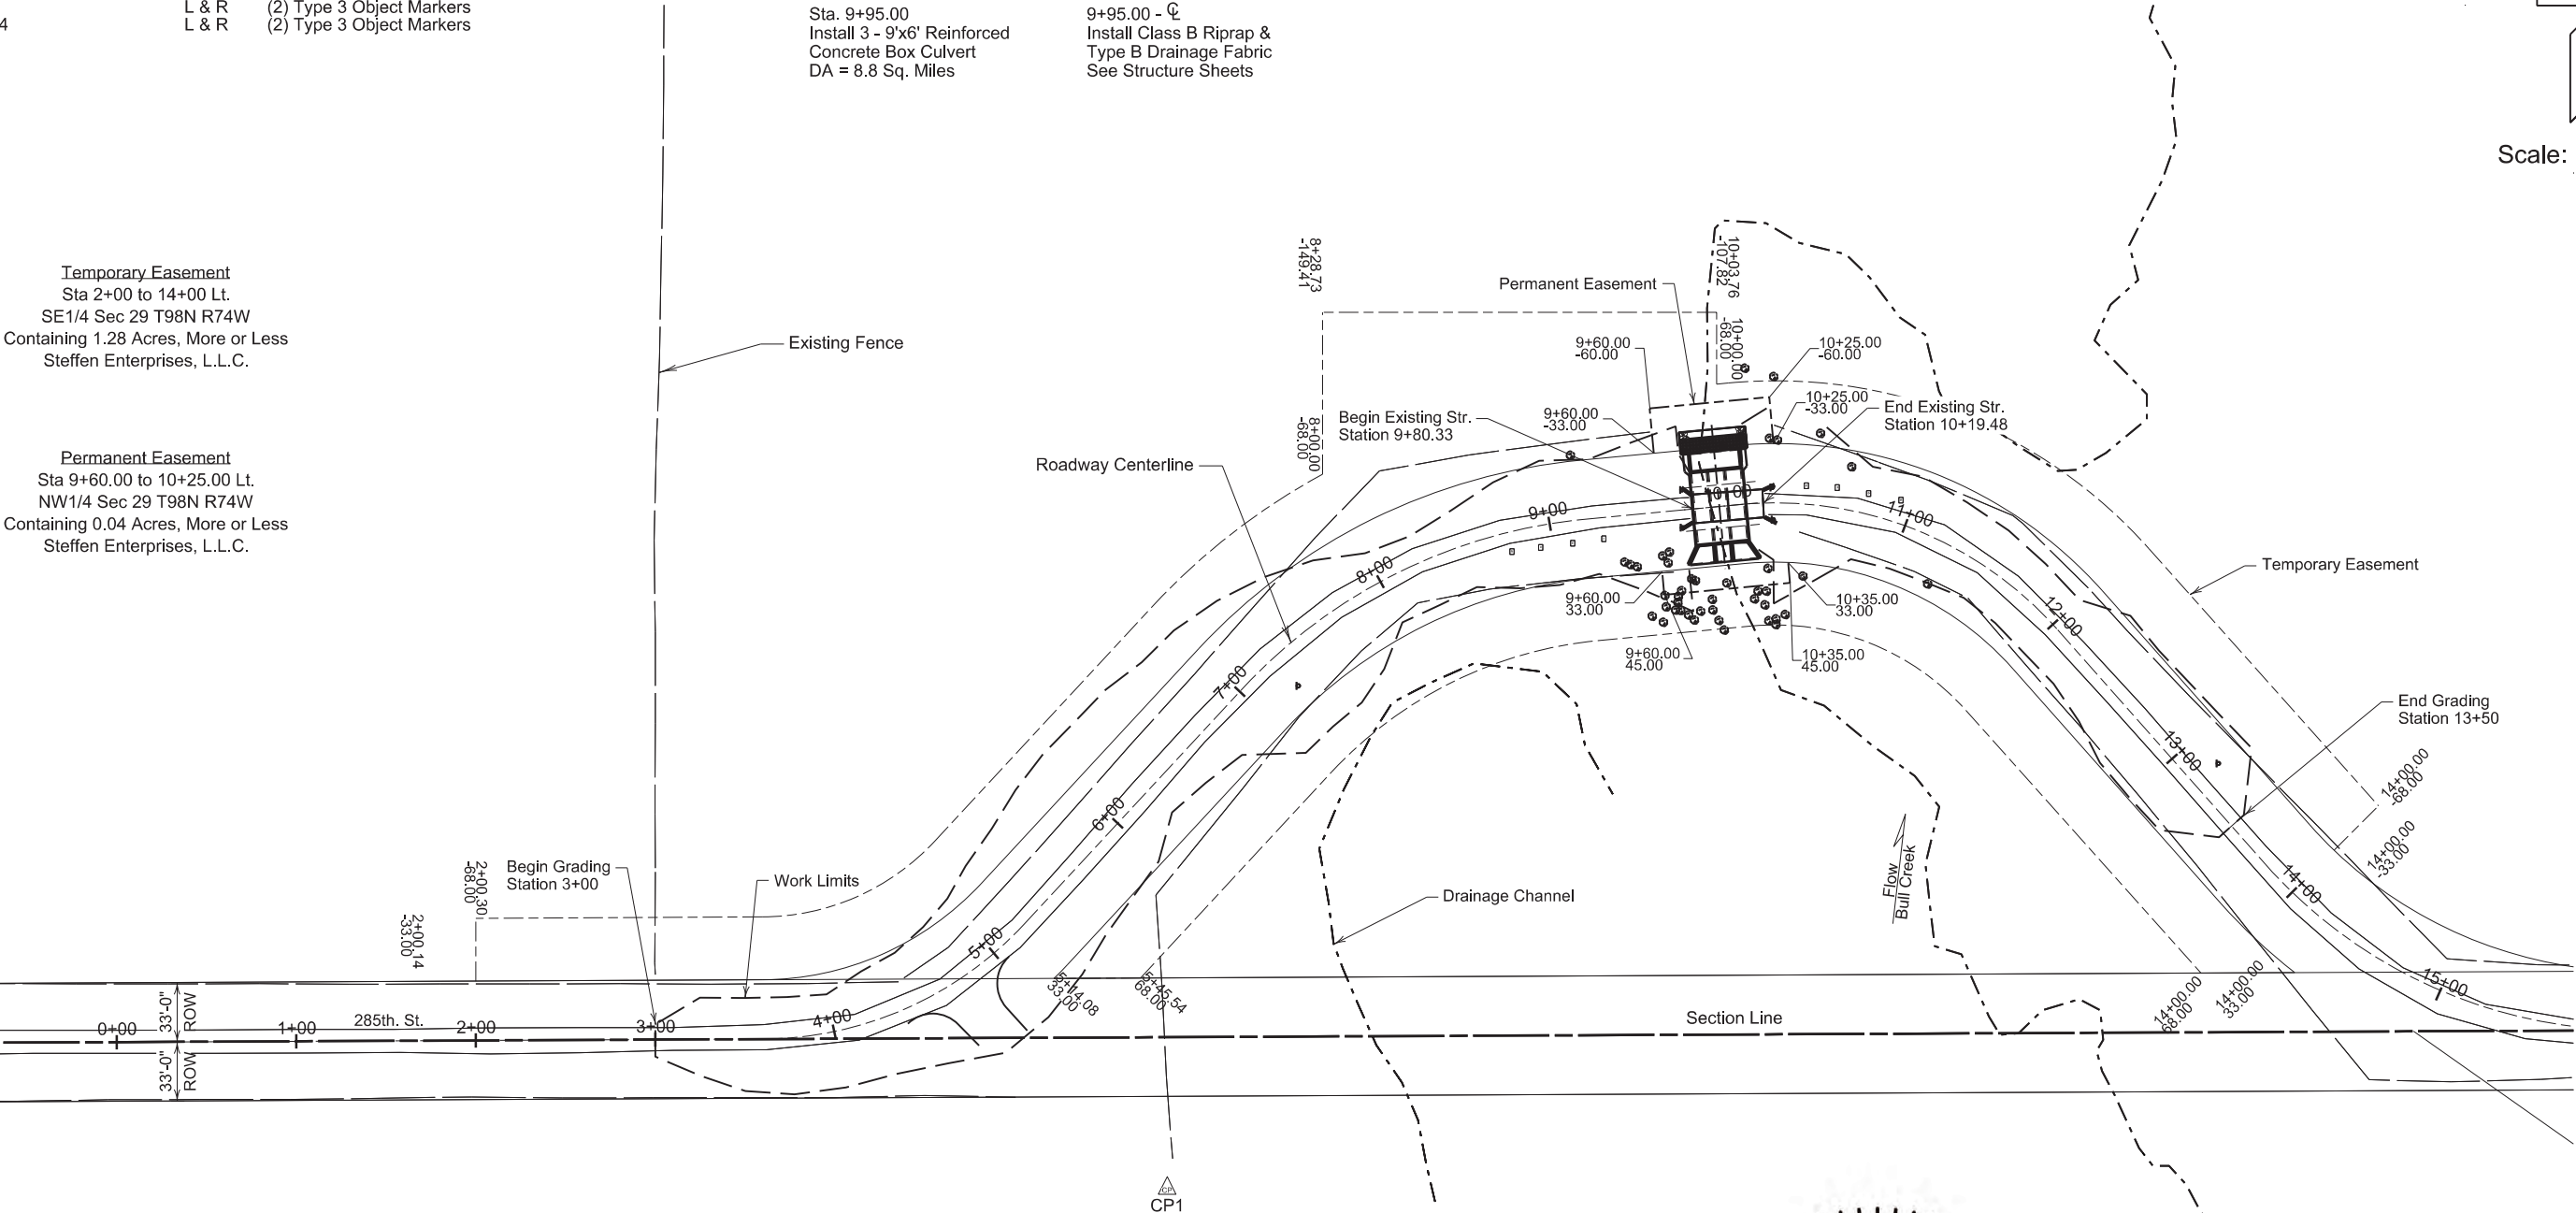 L & R (2) Type 3 Object Markers
4 L & R (2) Type 3 Object Markers
Sta. 9+95.00
Install 3 - 9'x6' Reinforced
Concrete Box Culvert
DA = 8.8 Sq. Miles
9+95.00 - ℄
Install Class B Riprap &
Type B Drainage Fabric
See Structure Sheets
Scale:
Temporary Easement
Sta 2+00 to 14+00 Lt.
SE1/4 Sec 29 T98N R74W
Containing 1.28 Acres, More or Less
Steffen Enterprises, L.L.C.
Permanent Easement
Sta 9+60.00 to 10+25.00 Lt.
NW1/4 Sec 29 T98N R74W
Containing 0.04 Acres, More or Less
Steffen Enterprises, L.L.C.
Existing Fence
8+28.73
-149.41
10+03.76
-107.82
Permanent Easement
10+00.00
-68.00
9+60.00
-60.00
10+25.00
-60.00
8+00.00
-68.00
Begin Existing Str.
Station 9+80.33
9+60.00
-33.00
10+25.00
-33.00
End Existing Str.
Station 10+19.48
Roadway Centerline
9+00
11+00
8+00
Temporary Easement
9+60.00
33.00
10+35.00
33.00
12+00
9+60.00
45.00
10+35.00
45.00
7+00
End Grading
Station 13+50
13+00
14+00.00
-68.00
6+00
14+00.00
-33.00
2+00.30
-68.00
Begin Grading
Station 3+00
Work Limits
Drainage Channel
Flow
Bull Creek
14+00
2+00.14
-33.00
5+00
5+14.08
33.00
5+45.54
68.00
14+00.00
68.00
14+00.00
33.00
15+00
33'-0"
ROW
0+00
1+00
285th. St.
2+00
3+00
4+00
Section Line
33'-0"
ROW
CP
CP1